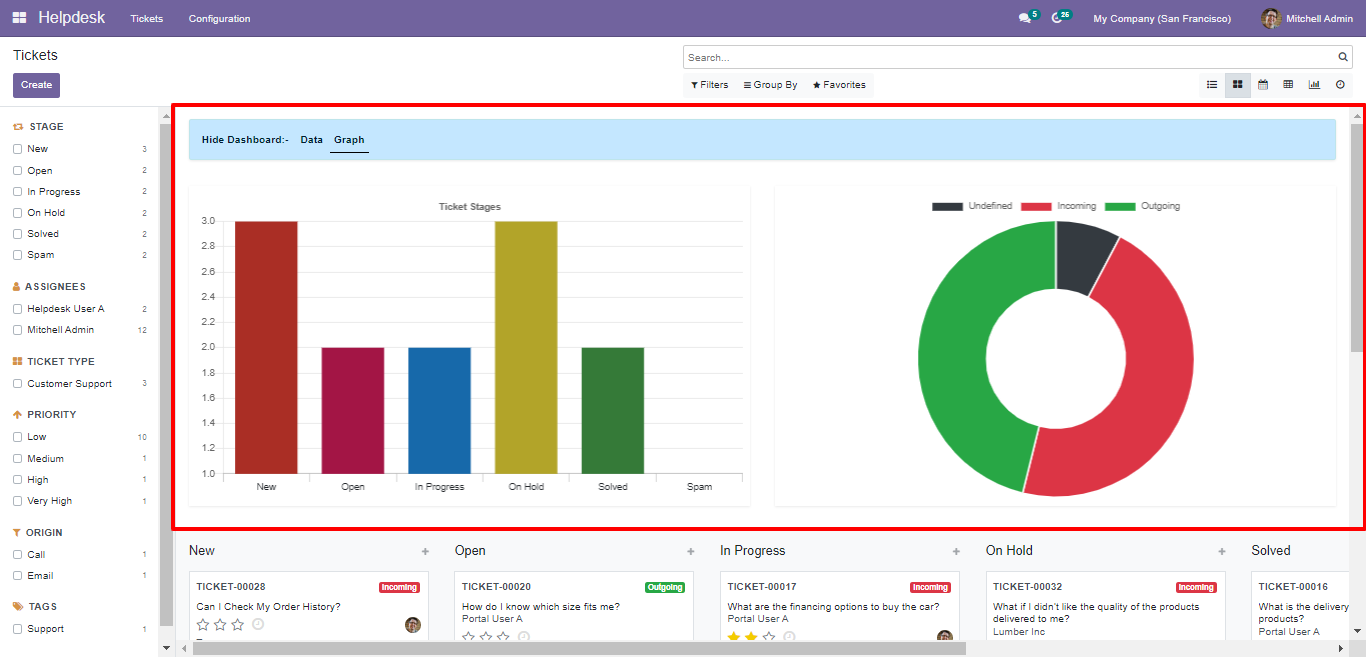 Helpdesk Tickets Configuration 5 26 My Company (San Francisco) Mitchell Admin
Tickets
Search...
Create
Filters Group By Favorites
STAGE
New 3
Open 2
In Progress 2
On Hold 2
Solved 2
Spam 2
ASSIGNEES
Helpdesk User A 2
Mitchell Admin 12
TICKET TYPE
Customer Support 3
PRIORITY
Low 10
Medium 1
High 1
Very High 1
ORIGIN
Call 1
Email 1
TAGS
Support 1
Hide Dashboard:- Data Graph
Ticket Stages
3.0
2.8
2.6
2.4
2.2
2.0
1.8
1.6
1.4
1.2
1.0
New Open In Progress On Hold Solved Spam
Undefined Incoming Outgoing
New +
TICKET-00028 Incoming
Can I Check My Order History?
Open +
TICKET-00020 Outgoing
How do I know which size fits me?
Portal User A
In Progress +
TICKET-00017 Incoming
What are the financing options to buy the car?
Portal User A
On Hold +
TICKET-00032 Incoming
What if I didn't like the quality of the products
delivered to me?
Lumber Inc
Solved
TICKET-00016
What is the delivery
products?
Portal User A